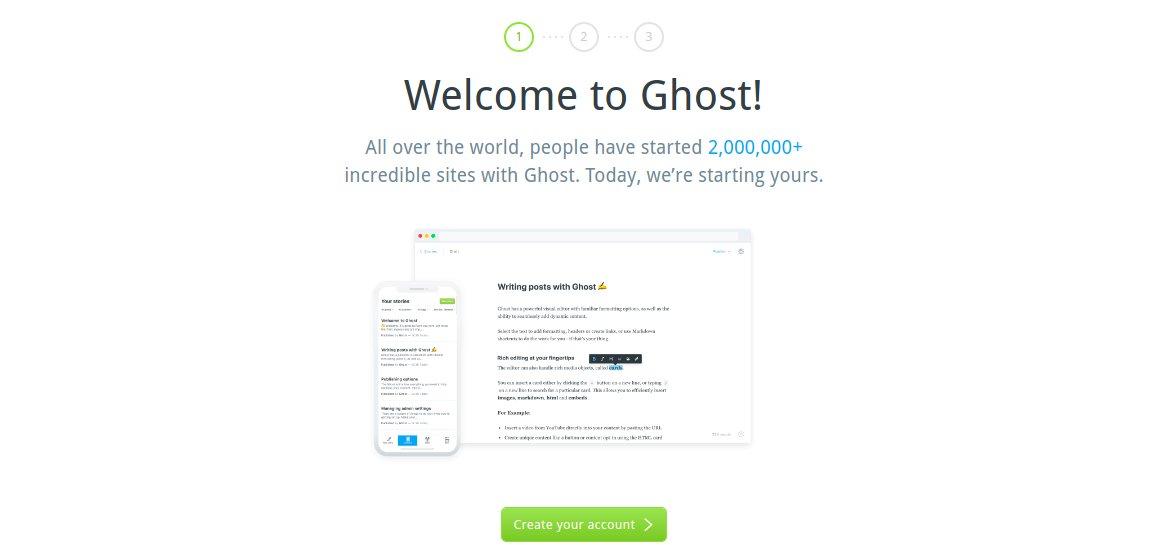 1 2 3
Welcome to Ghost!
All over the world, people have started 2,000,000+
incredible sites with Ghost. Today, we're starting yours.
Writing posts with Ghost ✍️
Ghost has a powerful visual editor with familiar formatting options, as well as the
ability to seamlessly add dynamic content.
Select the text to add formatting, headers or create links, or use Markdown
shortcuts to do the work for you - if that's your thing.
Rich editing at your fingertips
The editor can also handle rich media objects, called cards.
You can insert a card either by clicking the + button on a new line, or typing /
on a new line to search for a particular card. This allows you to efficiently insert
images, markdown, html and embeds.
For Example:
• Insert a video from YouTube directly into your content by pasting the URL
• Create unique content like a button or content opt-in using the HTML card
Your stories
Welcome to Ghost
Writing posts with Ghost ✍️
Publishing options
Managing admin settings
Create your account